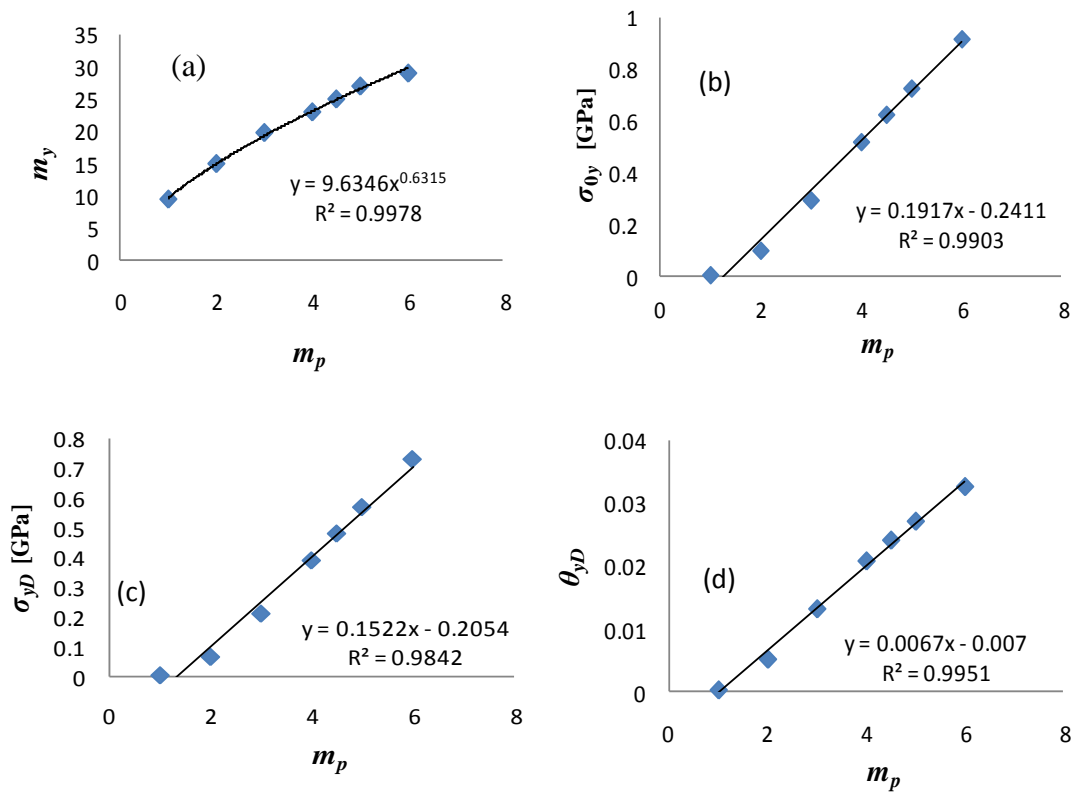 35
30
25
20
15
10
5
0
m_y
(a)
y = 9.6346x^0.6315
R² = 0.9978
0 2 4 6 8
m_p
1
0.8
0.6
0.4
0.2
0
σ_0y [GPa]
(b)
y = 0.1917x - 0.2411
R² = 0.9903
0 2 4 6 8
m_p
0.8
0.7
0.6
0.5
0.4
0.3
0.2
0.1
0
σ_yD [GPa]
(c)
y = 0.1522x - 0.2054
R² = 0.9842
0 2 4 6 8
m_p
0.04
0.03
0.02
0.01
0
θ_yD
(d)
y = 0.0067x - 0.007
R² = 0.9951
0 2 4 6 8
m_p